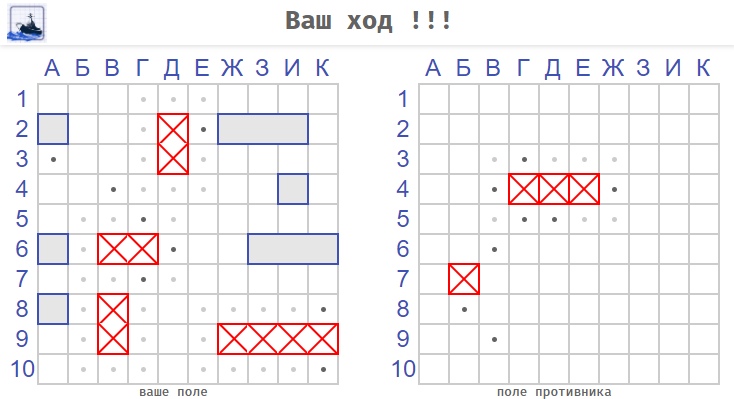 Ваш ход !!!
А Б В Г Д Е Ж З И К
А Б В Г Д Е Ж З И К
1 1
2 2
3 3
4 4
5 5
6 6
7 7
8 8
9 9
10 10
ваше поле
поле противника